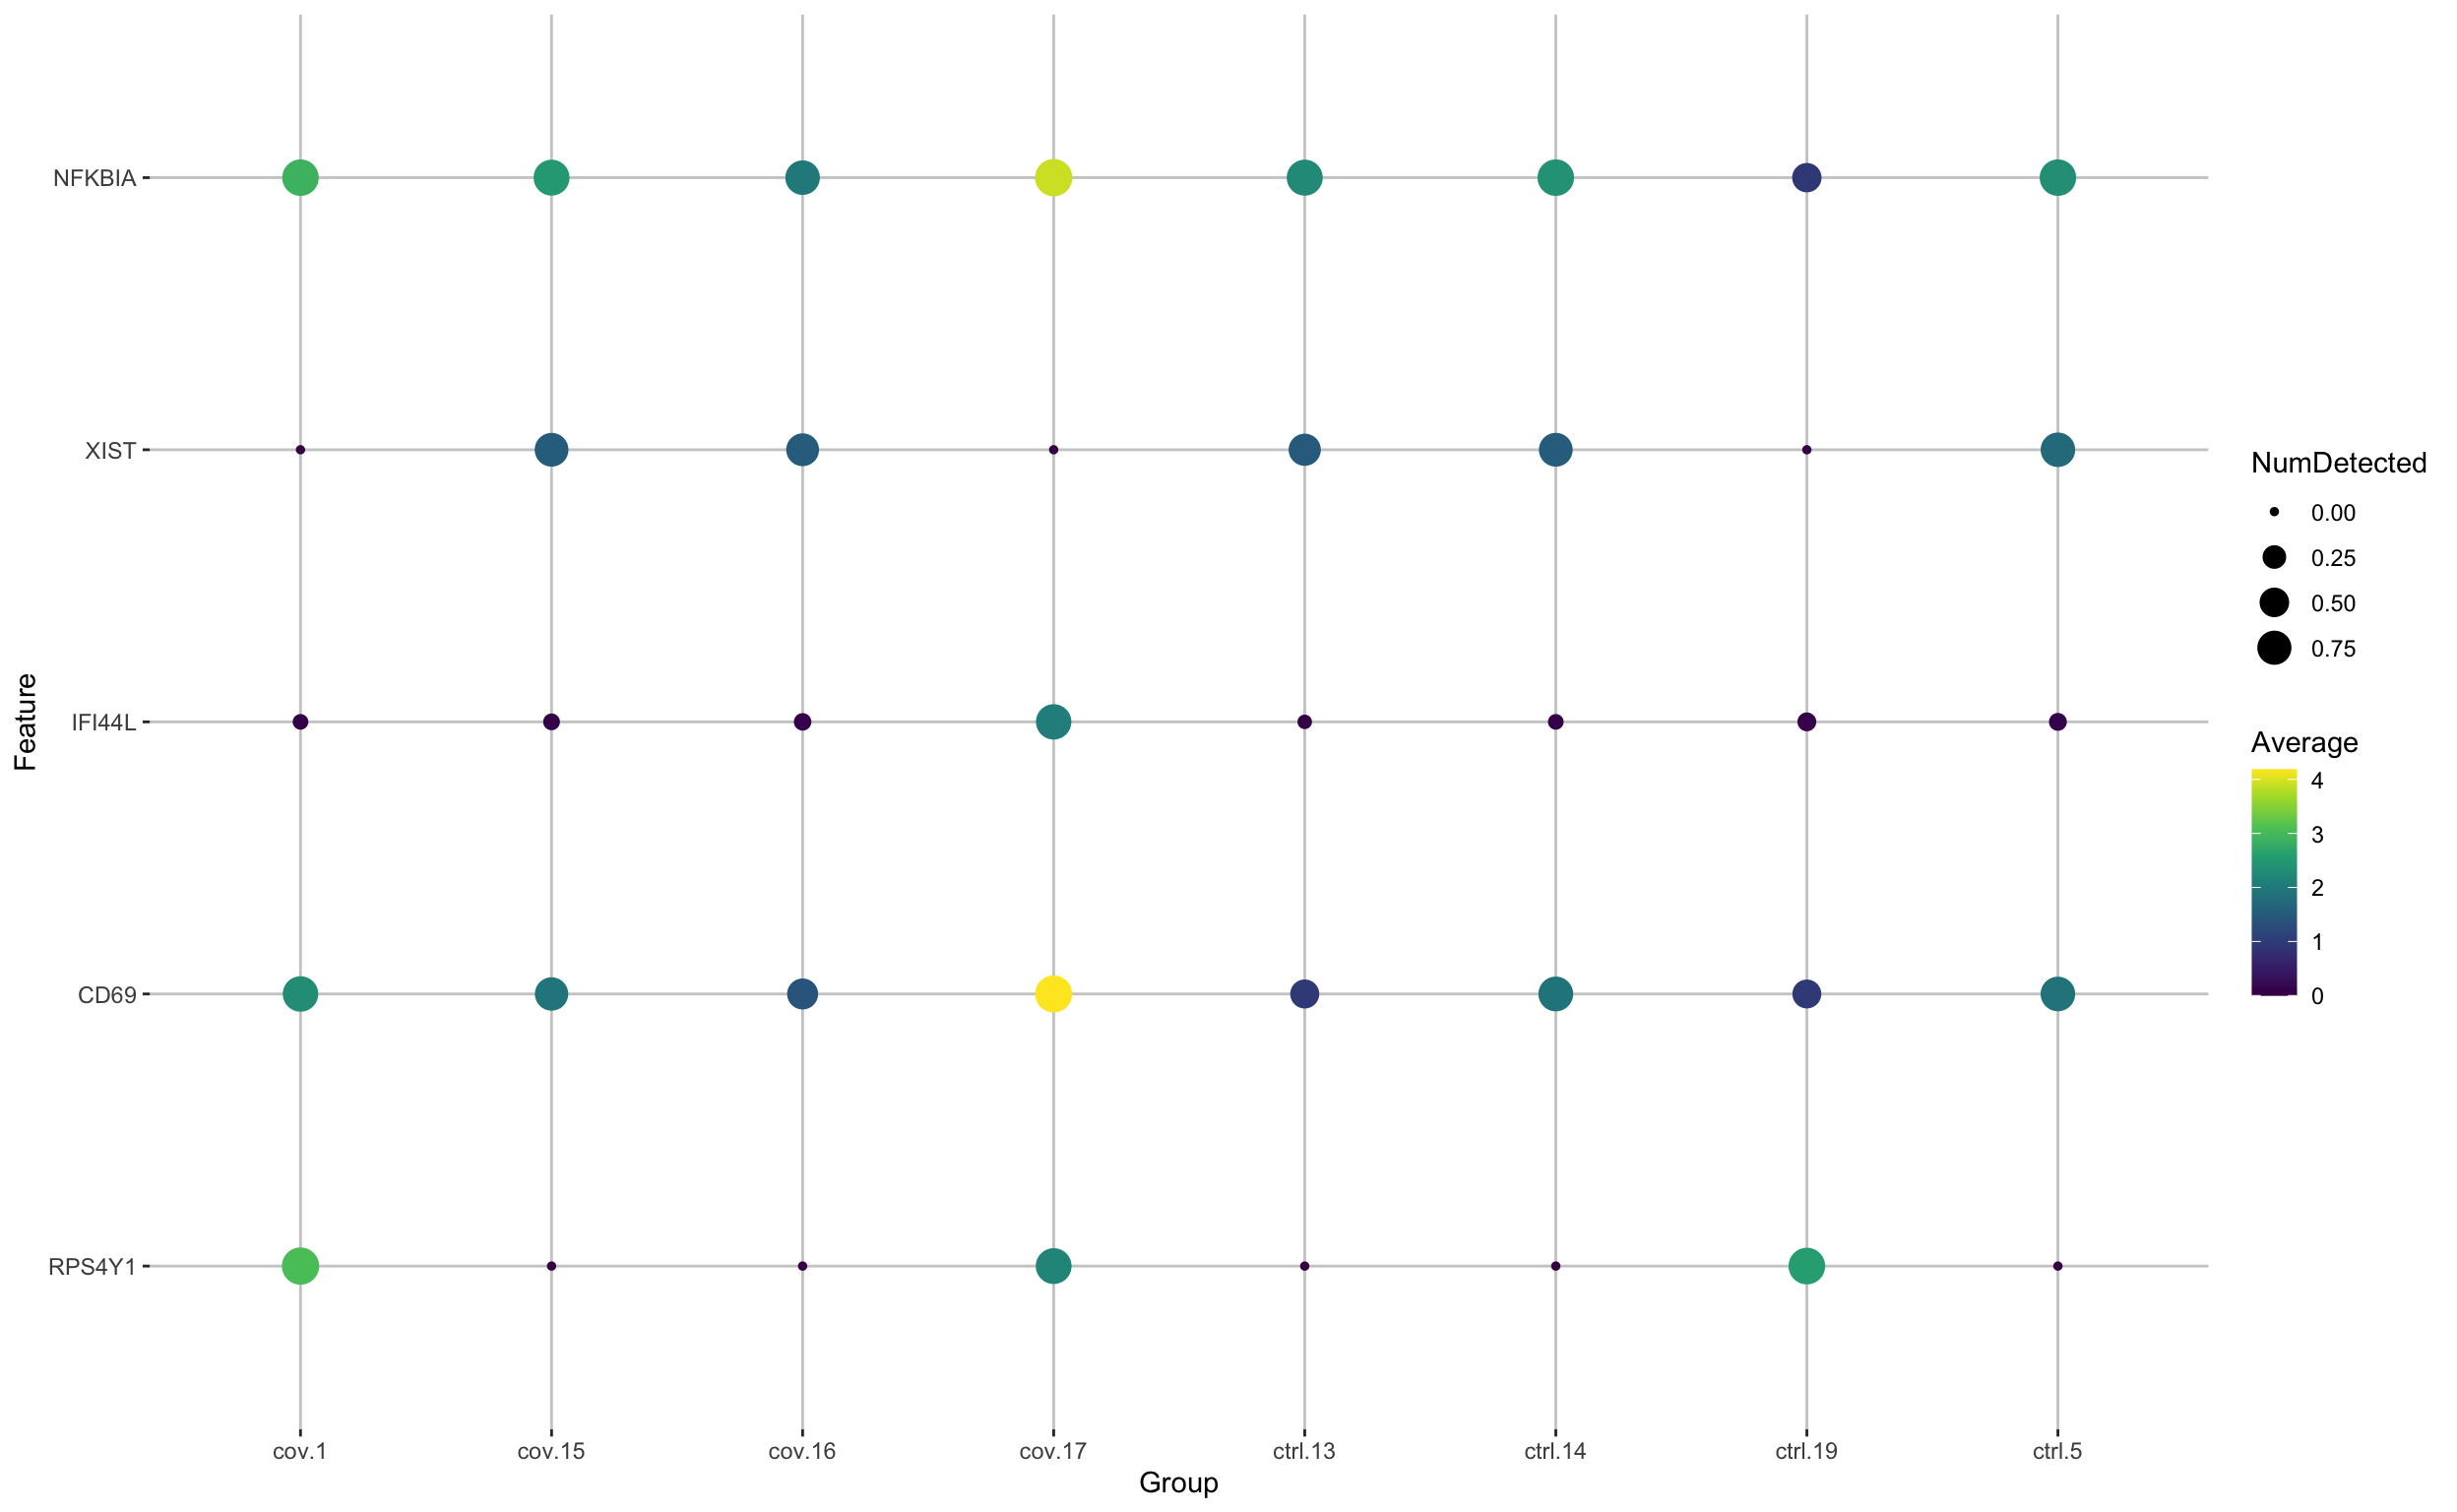 NFKBIA
XIST
IFI44L
CD69
RPS4Y1
Feature
cov.1 cov.15 cov.16 cov.17 ctrl.13 ctrl.14 ctrl.19 ctrl.5
Group
NumDetected
0.00
0.25
0.50
0.75
Average
4
3
2
1
0